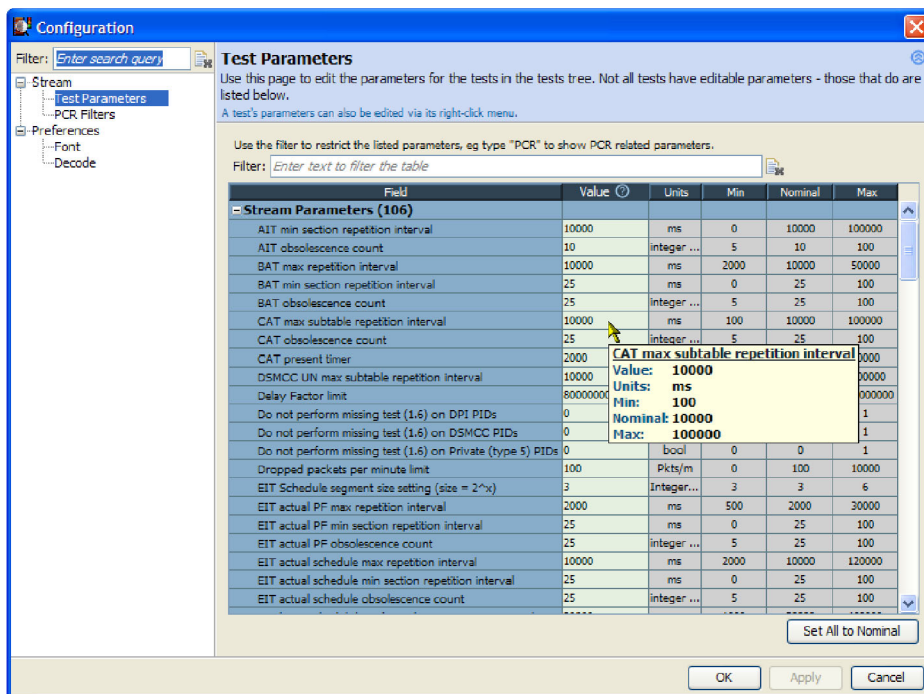 Configuration
Filter: Enter search query
Stream
Test Parameters
PCR Filters
Preferences
Font
Decode
Test Parameters
Use this page to edit the parameters for the tests in the tests tree. Not all tests have editable parameters - those that do are
listed below.
A test's parameters can also be edited via its right-click menu.
Use the filter to restrict the listed parameters, eg type "PCR" to show PCR related parameters.
Filter: Enter text to filter the table
Field Value Units Min Nominal Max
Stream Parameters (106)
AIT min section repetition interval 10000 ms 0 10000 100000
AIT obsolescence count 10 integer ... 5 10 100
BAT max repetition interval 10000 ms 2000 10000 50000
BAT min section repetition interval 25 ms 0 25 100
BAT obsolescence count 25 integer ... 5 25 100
CAT max subtable repetition interval 10000 ms 100 10000 100000
CAT obsolescence count 25 integer ... 5 25 100
CAT present timer 2000
DSMCC UN max subtable repetition interval 10000
Delay Factor limit 80000000
Do not perform missing test (1.6) on DPI PIDs 0 1
Do not perform missing test (1.6) on DSMCC PIDs 0 1
Do not perform missing test (1.6) on Private (type 5) PIDs 0 bool 0 0 1
CAT max subtable repetition interval
Value: 10000
Units: ms
Min: 100
Nominal: 10000
Max: 100000
Dropped packets per minute limit 100 Pkts/m 0 100 10000
EIT Schedule segment size setting (size = 2^x) 3 Integer... 3 3 6
EIT actual PF max repetition interval 2000 ms 500 2000 30000
EIT actual PF min section repetition interval 25 ms 0 25 100
EIT actual PF obsolescence count 25 integer ... 5 25 100
EIT actual schedule max repetition interval 10000 ms 2000 10000 120000
EIT actual schedule min section repetition interval 25 ms 0 25 100
EIT actual schedule obsolescence count 25 integer ... 5 25 100
Set All to Nominal
OK Apply Cancel